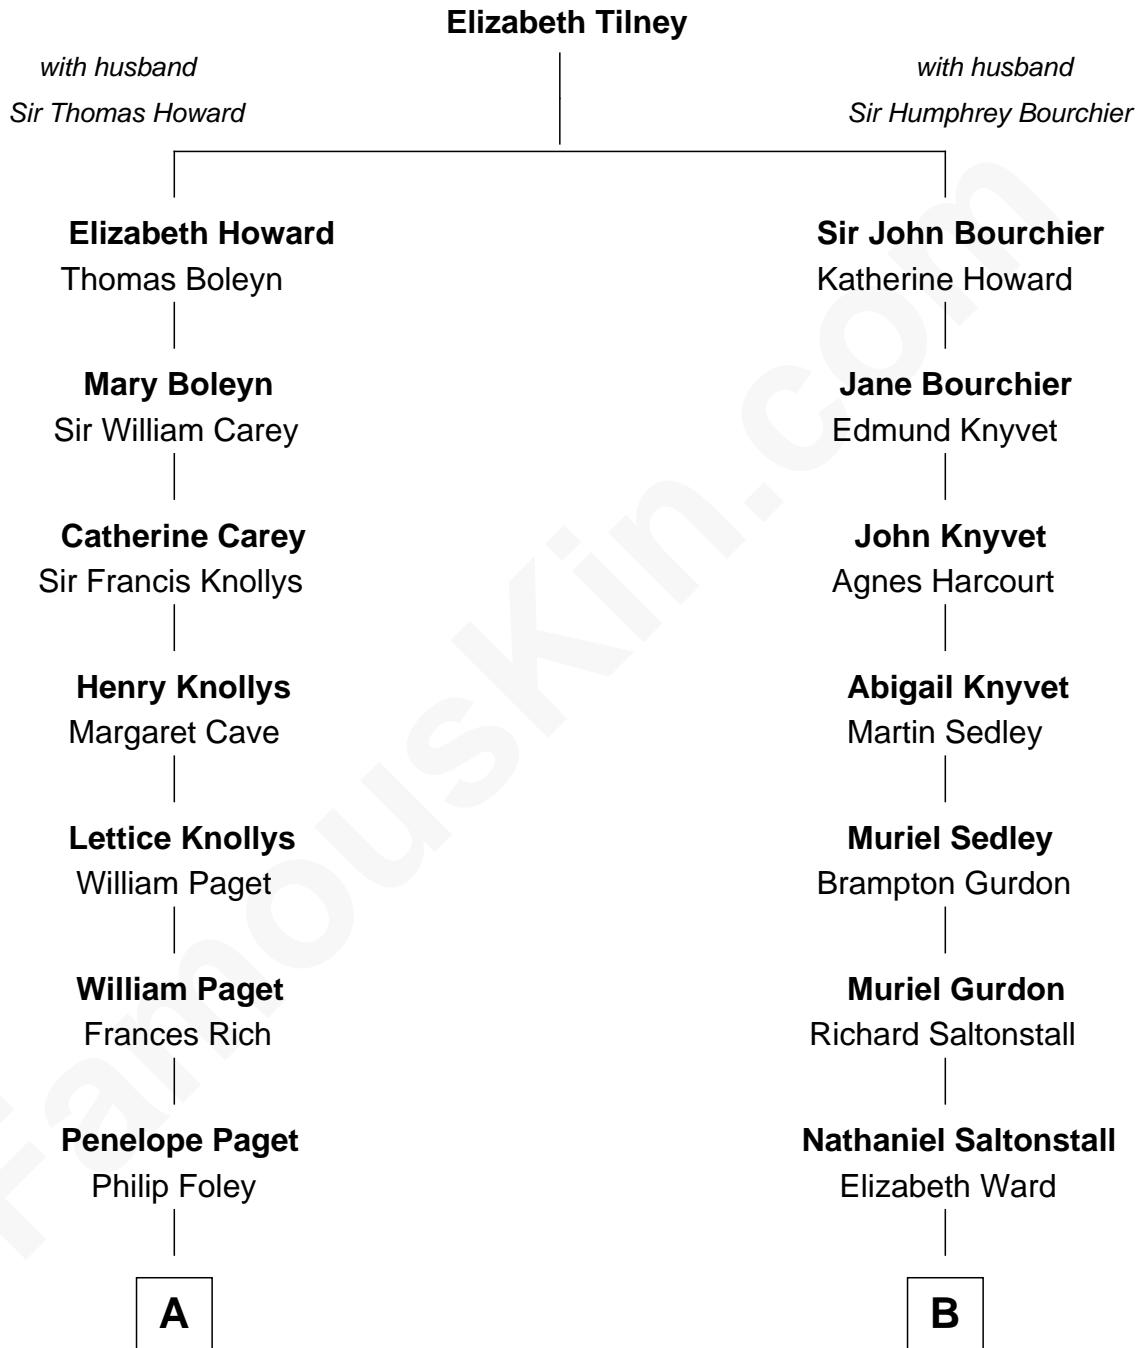 Elizabeth Tilney
with husband
Sir Thomas Howard
with husband
Sir Humphrey Bourchier
Elizabeth Howard
Thomas Boleyn
Sir John Bourchier
Katherine Howard
Mary Boleyn
Sir William Carey
Jane Bourchier
Edmund Knyvet
Catherine Carey
Sir Francis Knollys
John Knyvet
Agnes Harcourt
Henry Knollys
Margaret Cave
Abigail Knyvet
Martin Sedley
Lettice Knollys
William Paget
Muriel Sedley
Brampton Gurdon
William Paget
Frances Rich
Muriel Gurdon
Richard Saltonstall
Penelope Paget
Philip Foley
Nathaniel Saltonstall
Elizabeth Ward
A
B
FamousKin.com